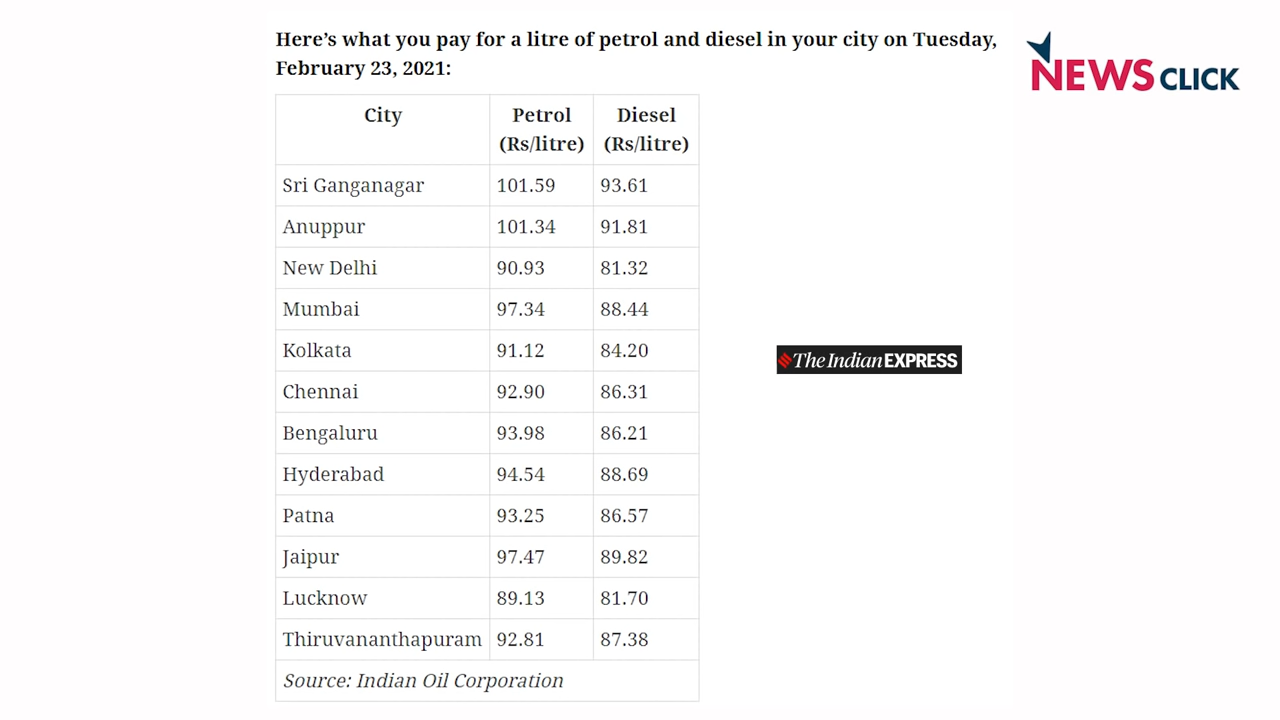 Here’s what you pay for a litre of petrol and diesel in your city on Tuesday,
February 23, 2021:
NEWS CLICK
City Petrol (Rs/litre) Diesel (Rs/litre)
Sri Ganganagar 101.59 93.61
Anuppur 101.34 91.81
New Delhi 90.93 81.32
Mumbai 97.34 88.44
Kolkata 91.12 84.20
Chennai 92.90 86.31
Bengaluru 93.98 86.21
Hyderabad 94.54 88.69
Patna 93.25 86.57
Jaipur 97.47 89.82
Lucknow 89.13 81.70
Thiruvananthapuram 92.81 87.38
Source: Indian Oil Corporation
The Indian EXPRESS